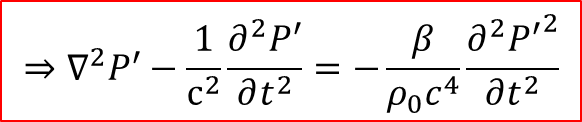 ⇒ ∇²P′ − 1/c² ∂²P′/∂t² = − β/ρ₀c⁴ ∂²P′²/∂t²